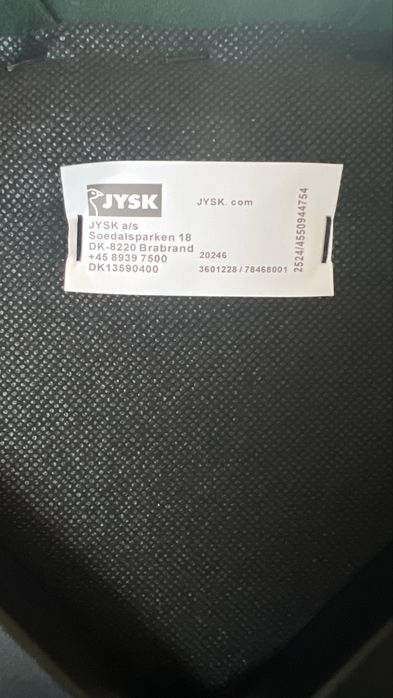 JYSK
JYSK.com
JYSK a/s
Soedalsparken 18
DK-8220 Brabrand
+45 8939 7500
DK13590400
20246
3601228 / 78468001
2524/4550944754